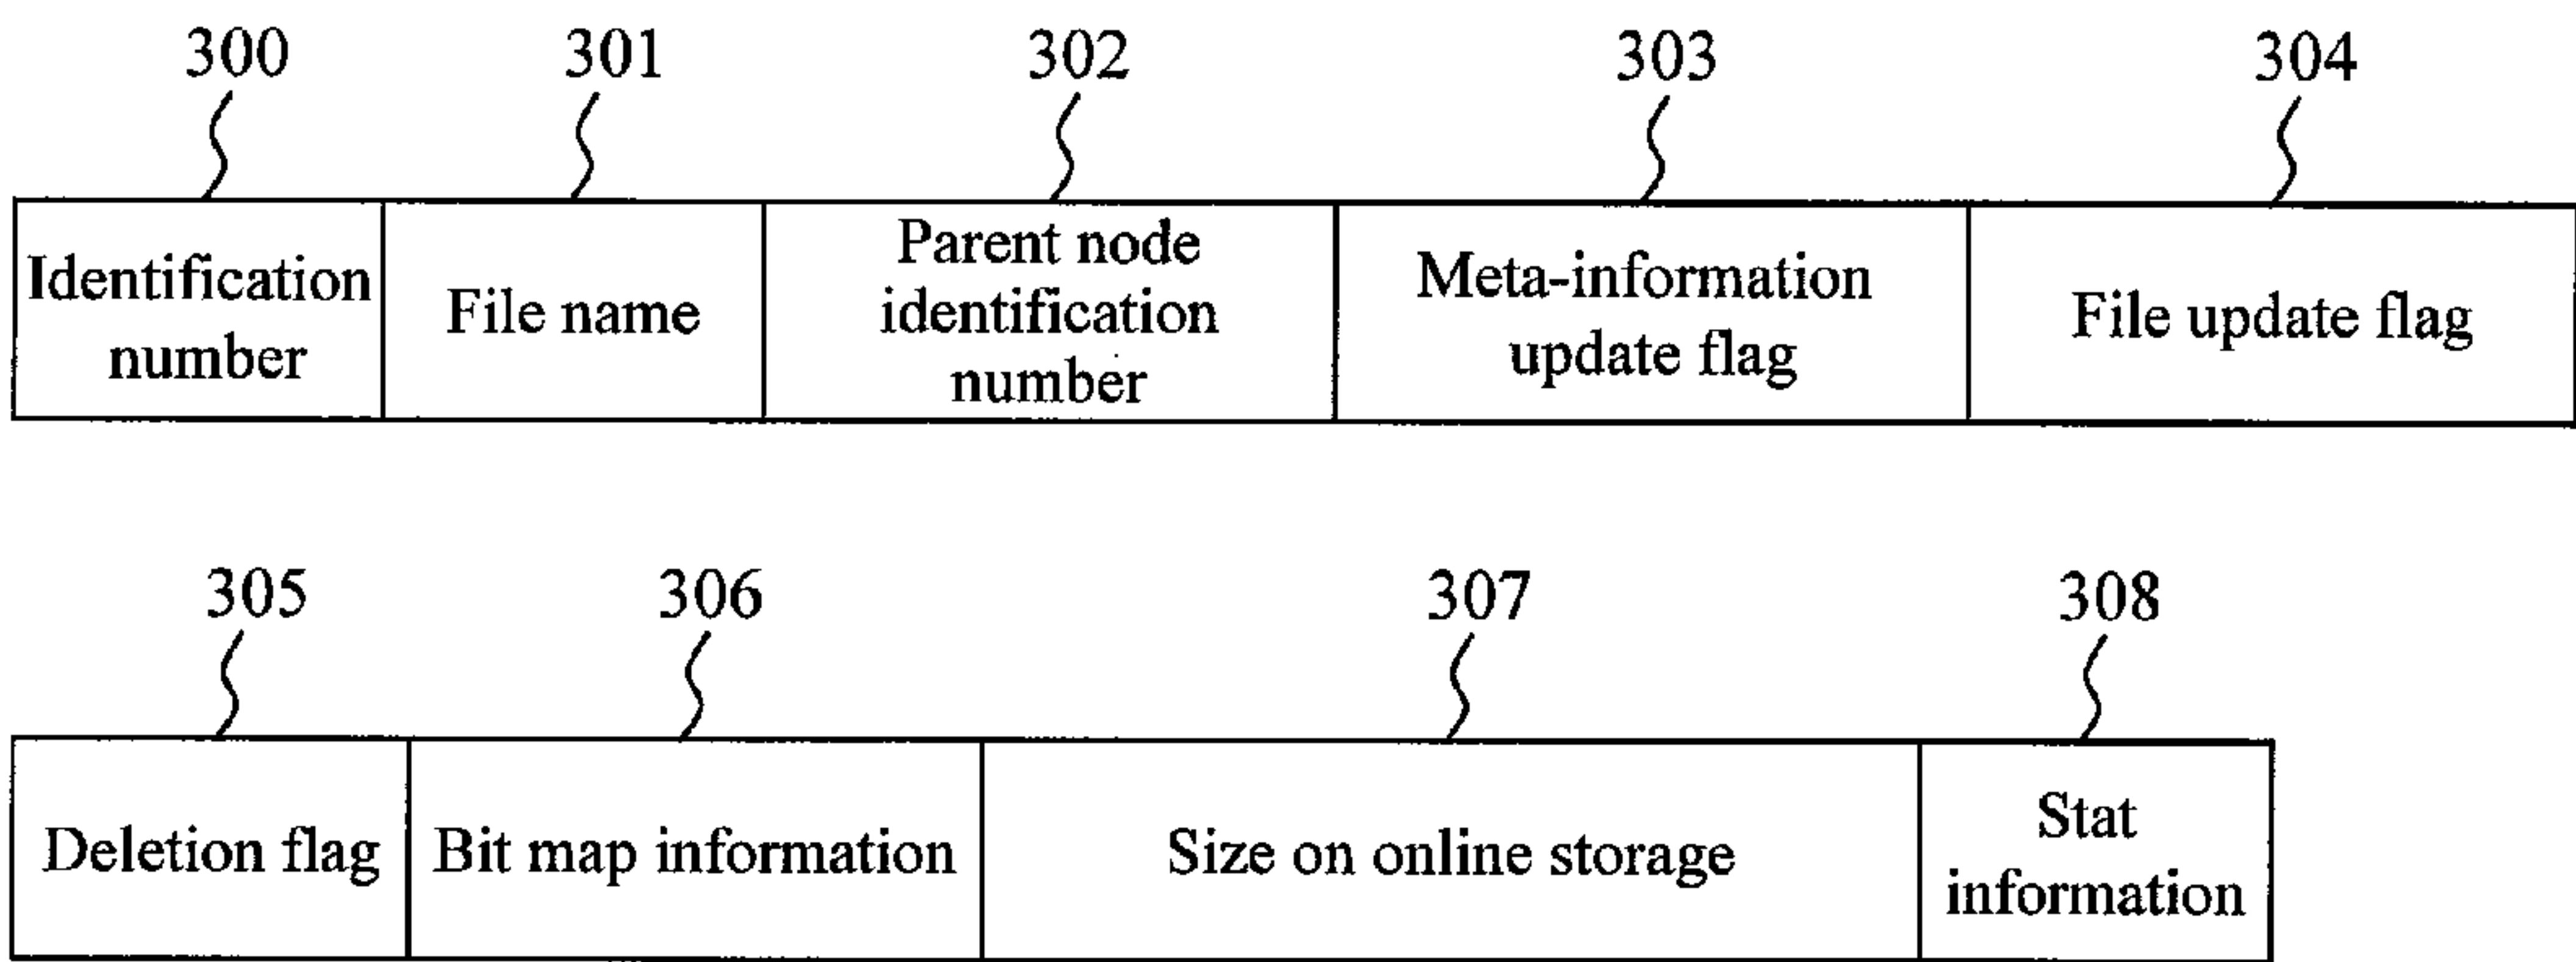 300 301 302 303 304
Identification
number
File name
Parent node
identification
number
Meta-information
update flag
File update flag
305 306 307 308
Deletion flag
Bit map information
Size on online storage
Stat
information